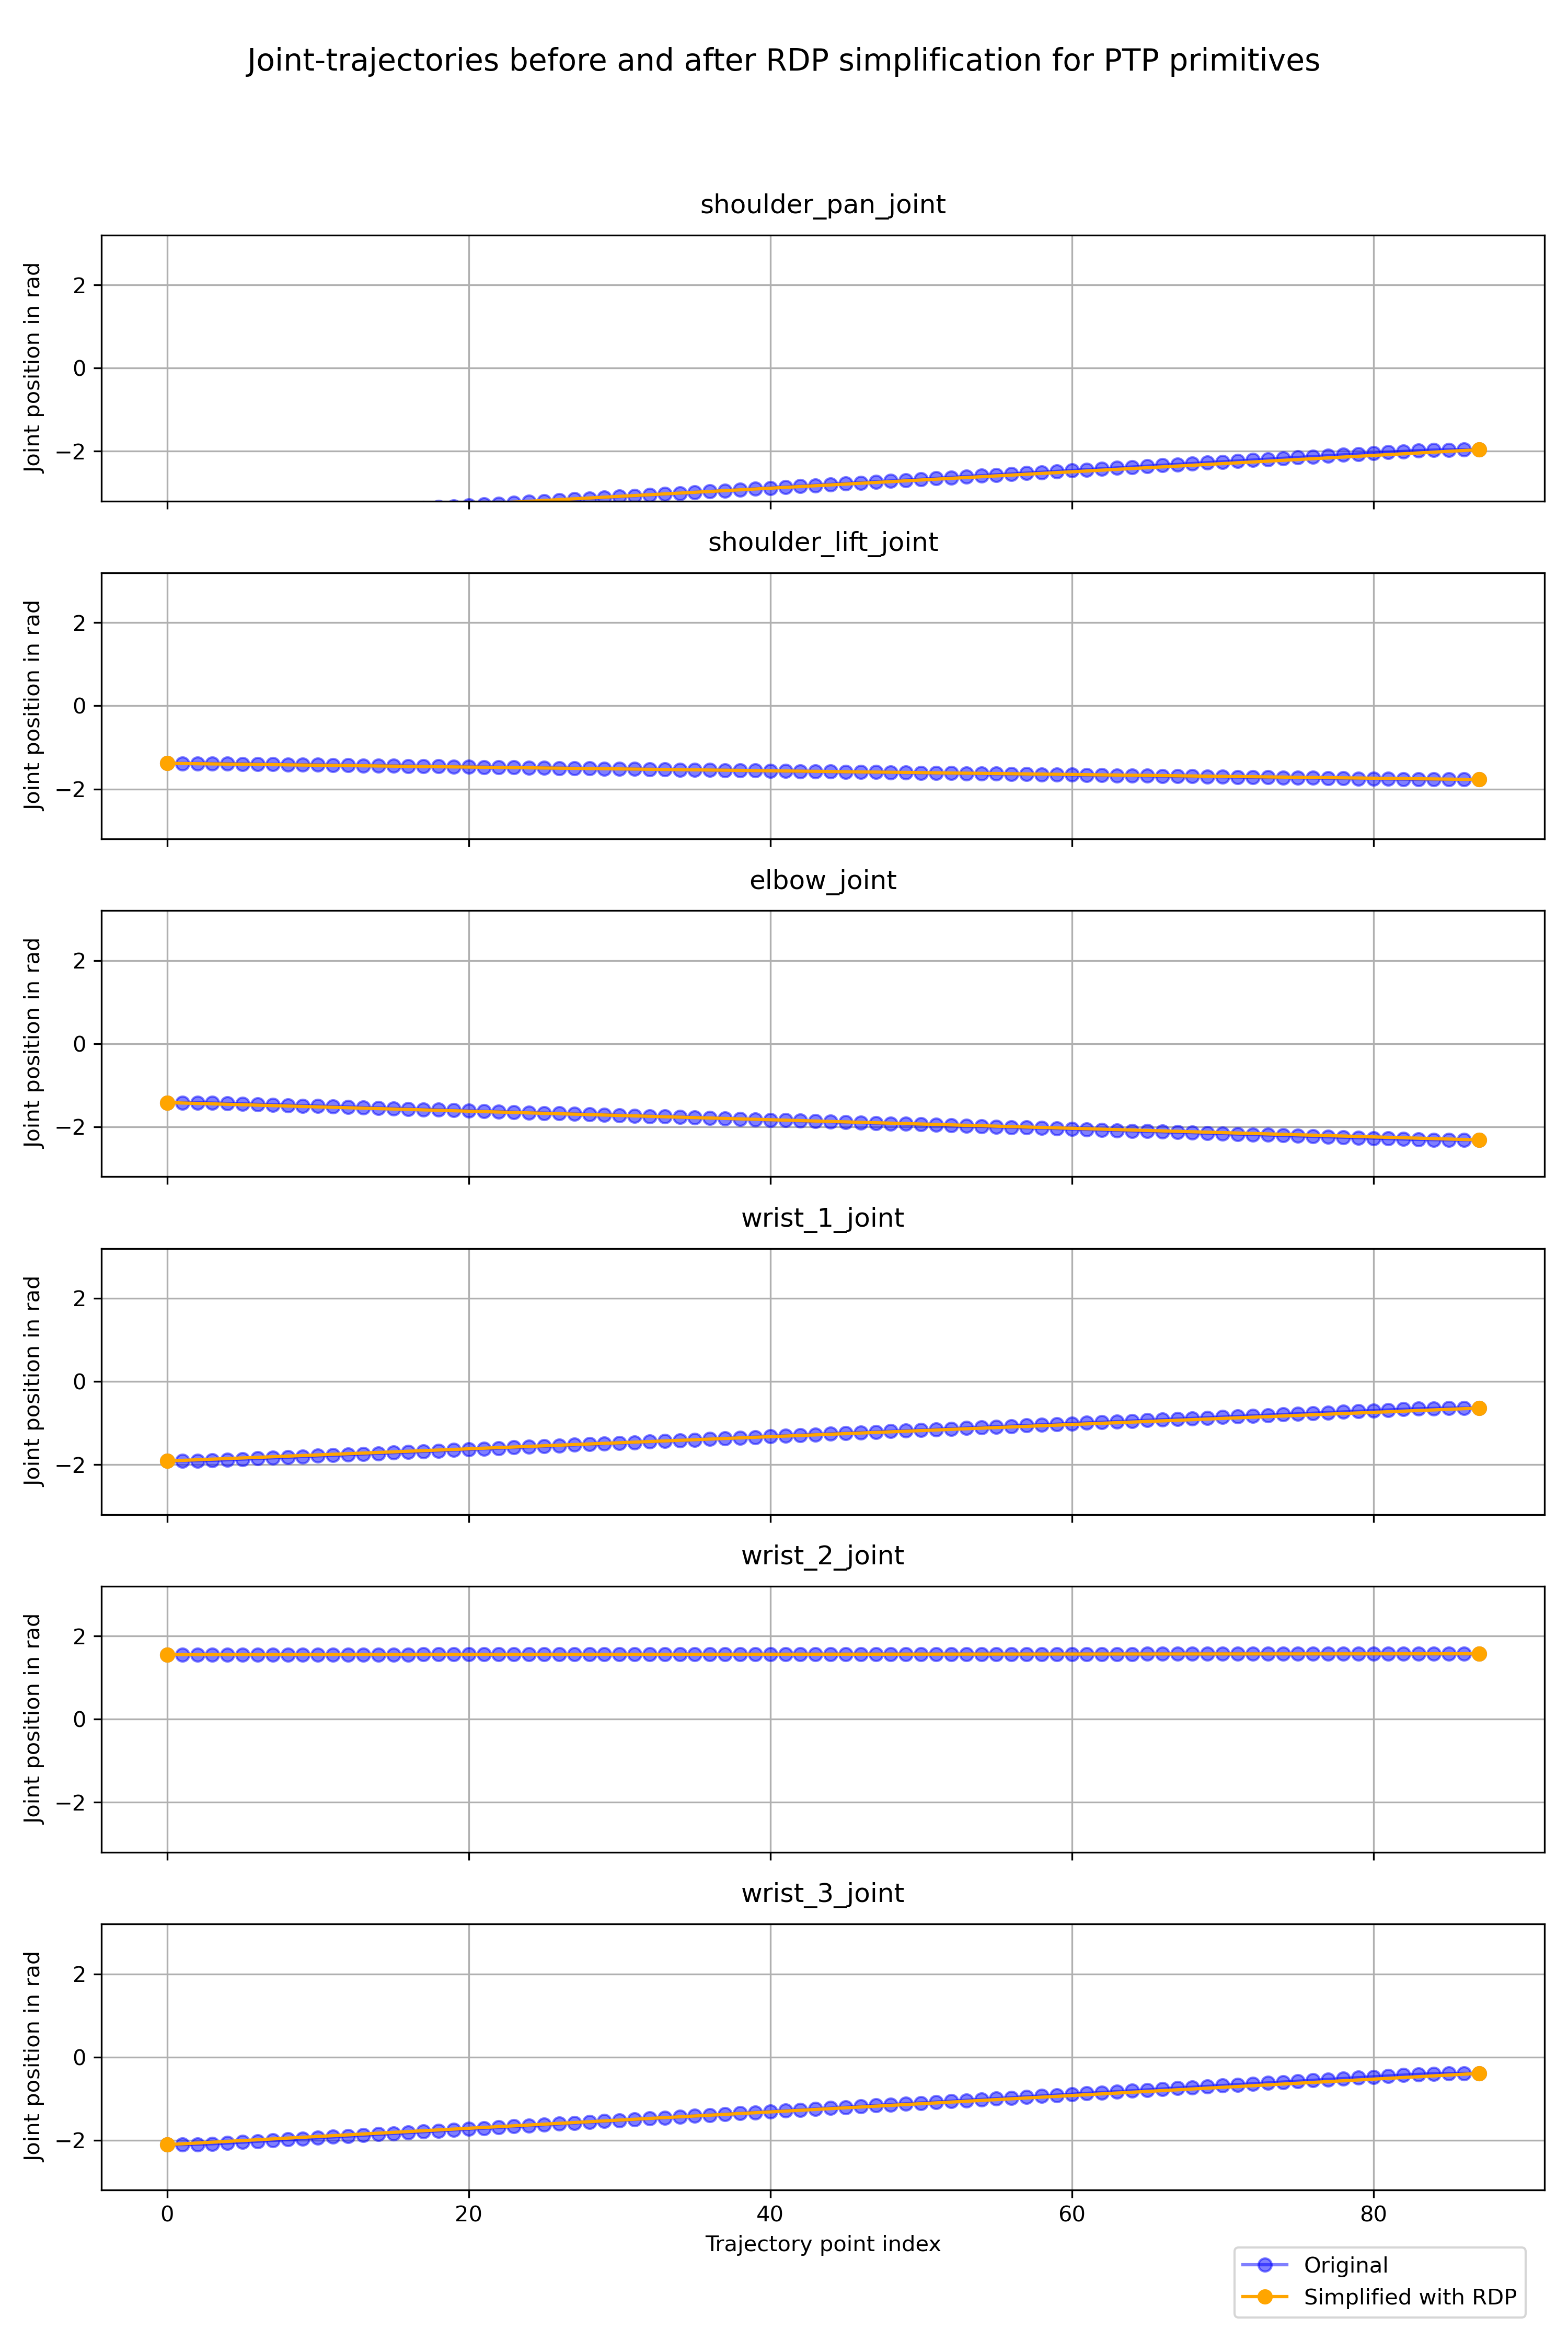 Joint-trajectories before and after RDP simplification for PTP primitives
shoulder_pan_joint
Joint position in rad
2
0
−2
shoulder_lift_joint
Joint position in rad
2
0
−2
elbow_joint
Joint position in rad
2
0
−2
wrist_1_joint
Joint position in rad
2
0
−2
wrist_2_joint
Joint position in rad
2
0
−2
wrist_3_joint
Joint position in rad
2
0
−2
0 20 40 60 80
Trajectory point index
Original
Simplified with RDP